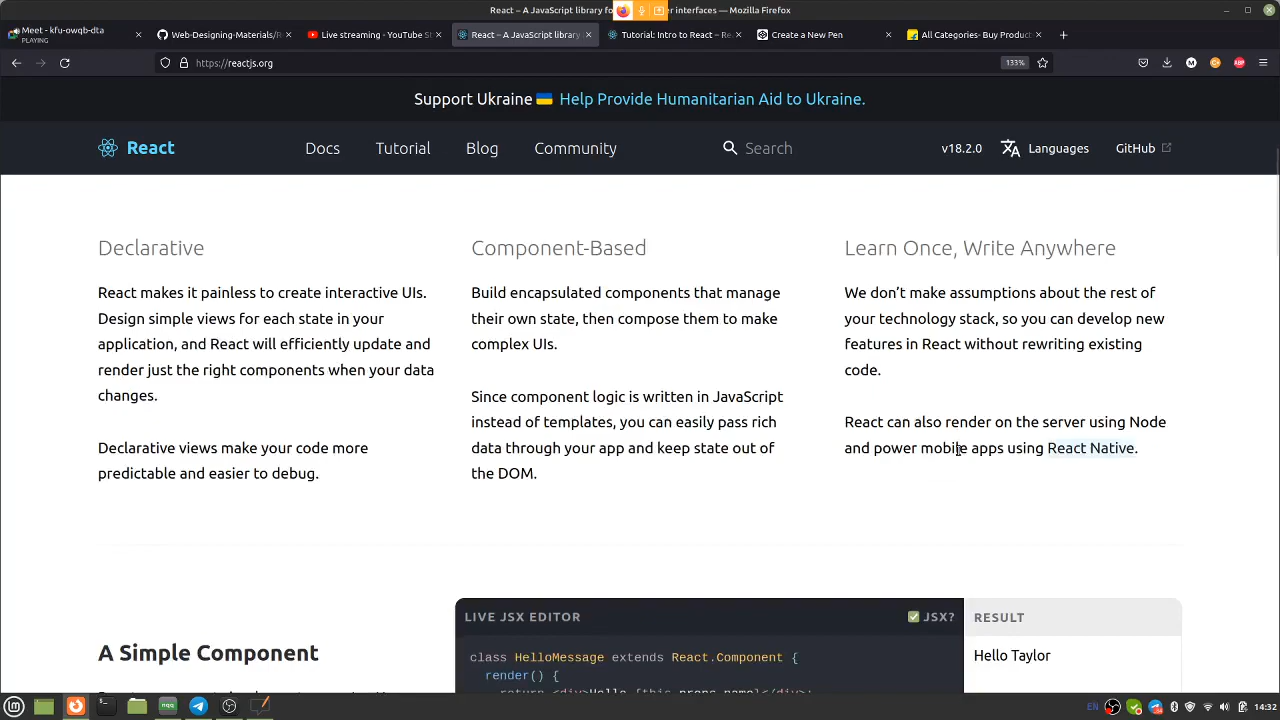 React – A JavaScript library fo er interfaces — Mozilla Firefox
Meet - kfu-owqb-dta
PLAYING
Web-Designing-Materials/R
Live streaming - YouTube St
React – A JavaScript library
Tutorial: Intro to React – Re
Create a New Pen
All Categories- Buy Product
https://reactjs.org
133%
Support Ukraine Help Provide Humanitarian Aid to Ukraine.
React
Docs
Tutorial
Blog
Community
Search
v18.2.0
Languages
GitHub
Declarative
React makes it painless to create interactive UIs.
Design simple views for each state in your
application, and React will efficiently update and
render just the right components when your data
changes.
Declarative views make your code more
predictable and easier to debug.
Component-Based
Build encapsulated components that manage
their own state, then compose them to make
complex UIs.
Since component logic is written in JavaScript
instead of templates, you can easily pass rich
data through your app and keep state out of
the DOM.
Learn Once, Write Anywhere
We don’t make assumptions about the rest of
your technology stack, so you can develop new
features in React without rewriting existing
code.
React can also render on the server using Node
and power mobile apps using React Native.
A Simple Component
LIVE JSX EDITOR
JSX?
class HelloMessage extends React.Component {
render() {
return <div>Hello {this.props.name}</div>;
RESULT
Hello Taylor
EN
14:32